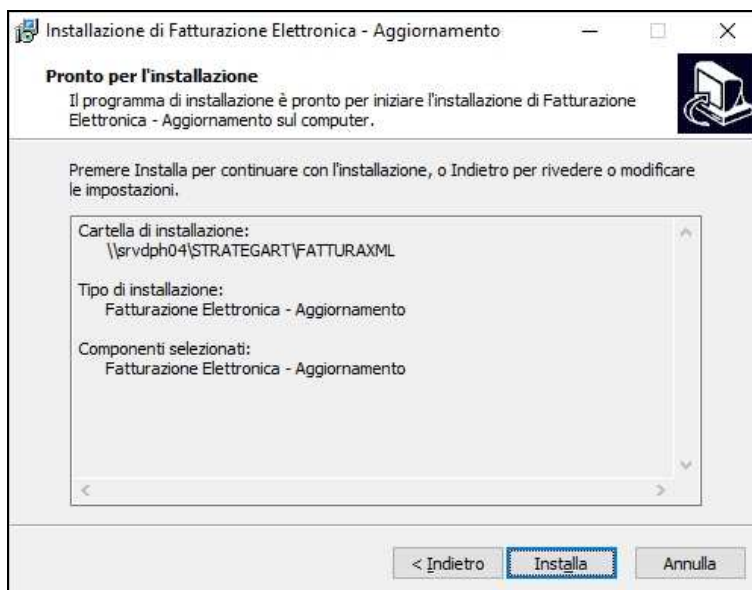 Installazione di Fatturazione Elettronica - Aggiornamento
Pronto per l'installazione
Il programma di installazione è pronto per iniziare l'installazione di Fatturazione
Elettronica - Aggiornamento sul computer.
Premere Installa per continuare con l'installazione, o Indietro per rivedere o modificare
le impostazioni.
Cartella di installazione:
\\srvdph04\STRATEGART\FATTURAXML
Tipo di installazione:
Fatturazione Elettronica - Aggiornamento
Componenti selezionati:
Fatturazione Elettronica - Aggiornamento
< Indietro
Installa
Annulla